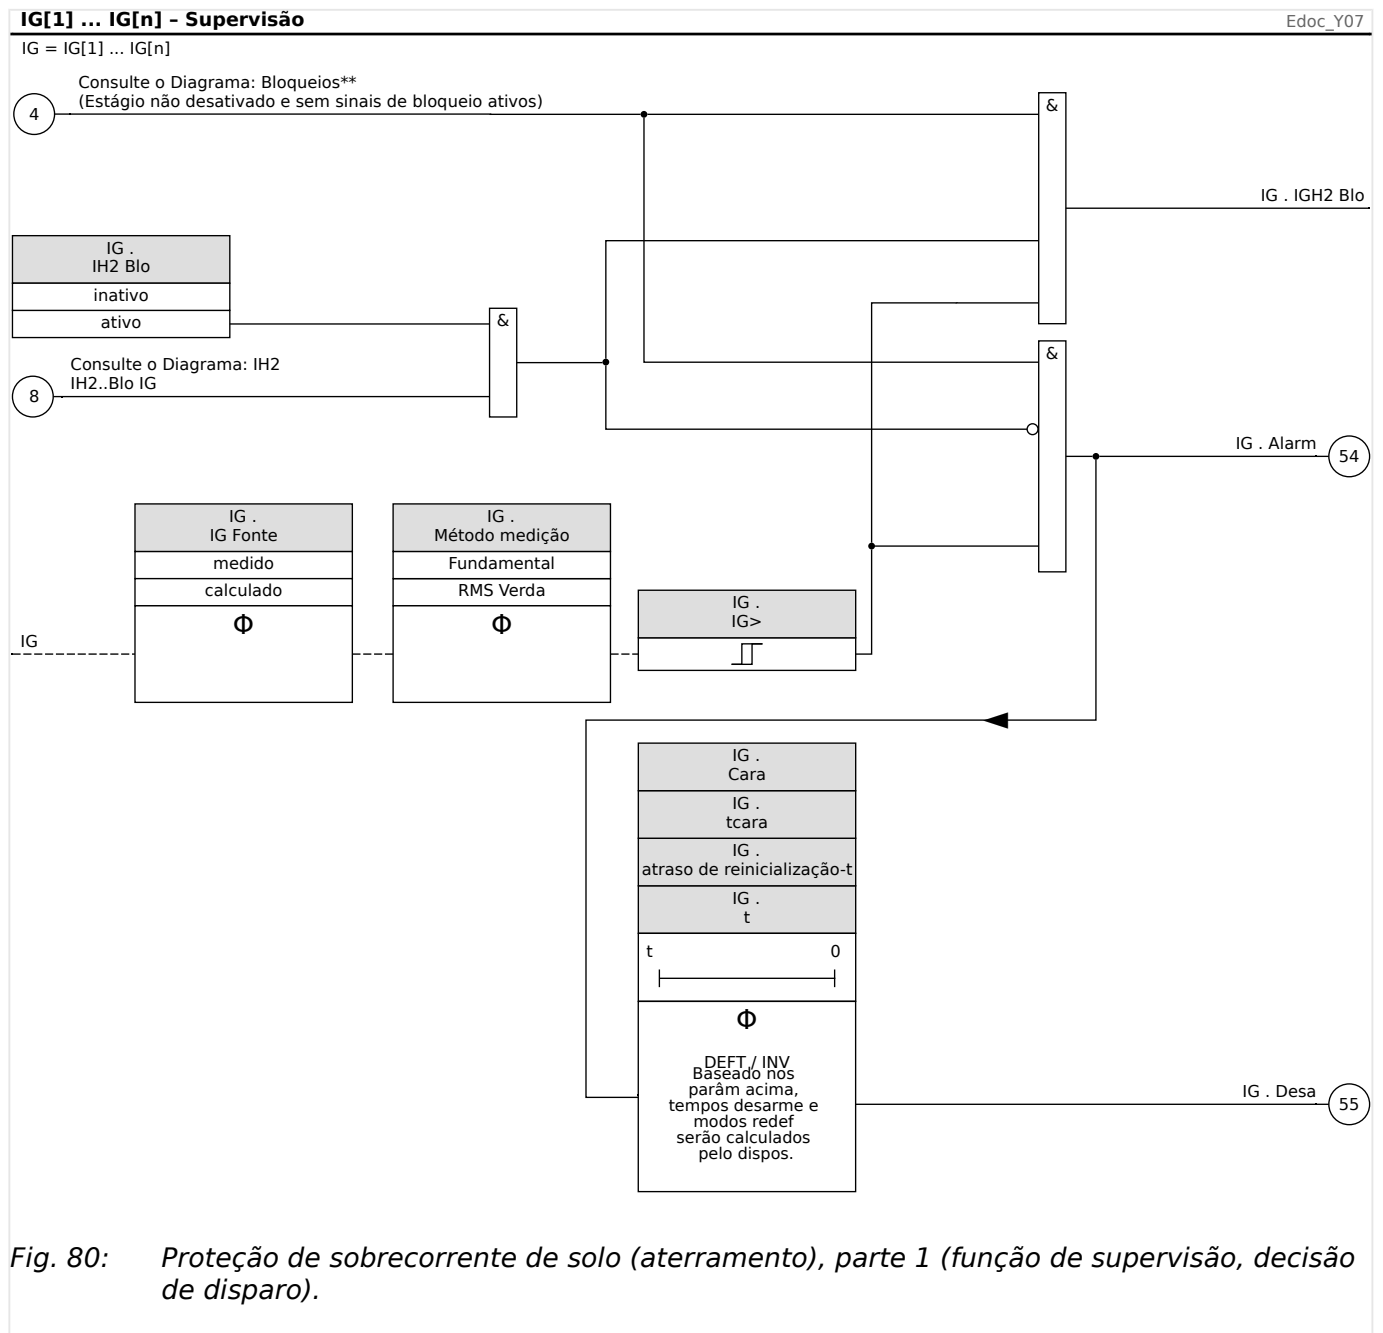 IG[1] ... IG[n] – Supervisão
Edoc_Y07
IG = IG[1] ... IG[n]
Consulte o Diagrama: Bloqueios**
(Estágio não desativado e sem sinais de bloqueio ativos)
4
&
IG . IGH2 Blo
IG .
IH2 Blo
inativo
ativo
&
Consulte o Diagrama: IH2
IH2..Blo IG
8
&
IG . Alarm
54
IG .
IG Fonte
medido
calculado
Φ
IG .
Método medição
Fundamental
RMS Verda
Φ
IG .
IG>
IG
IG .
Cara
IG .
tcara
IG .
atraso de reinicialização-t
IG .
t
t 0
Φ
DEFT / INV
Baseado nos
parâm acima,
tempos desarme e
modos redef
serão calculados
pelo dispos.
IG . Desa
55
Fig. 80: Proteção de sobrecorrente de solo (aterramento), parte 1 (função de supervisão, decisão
de disparo).